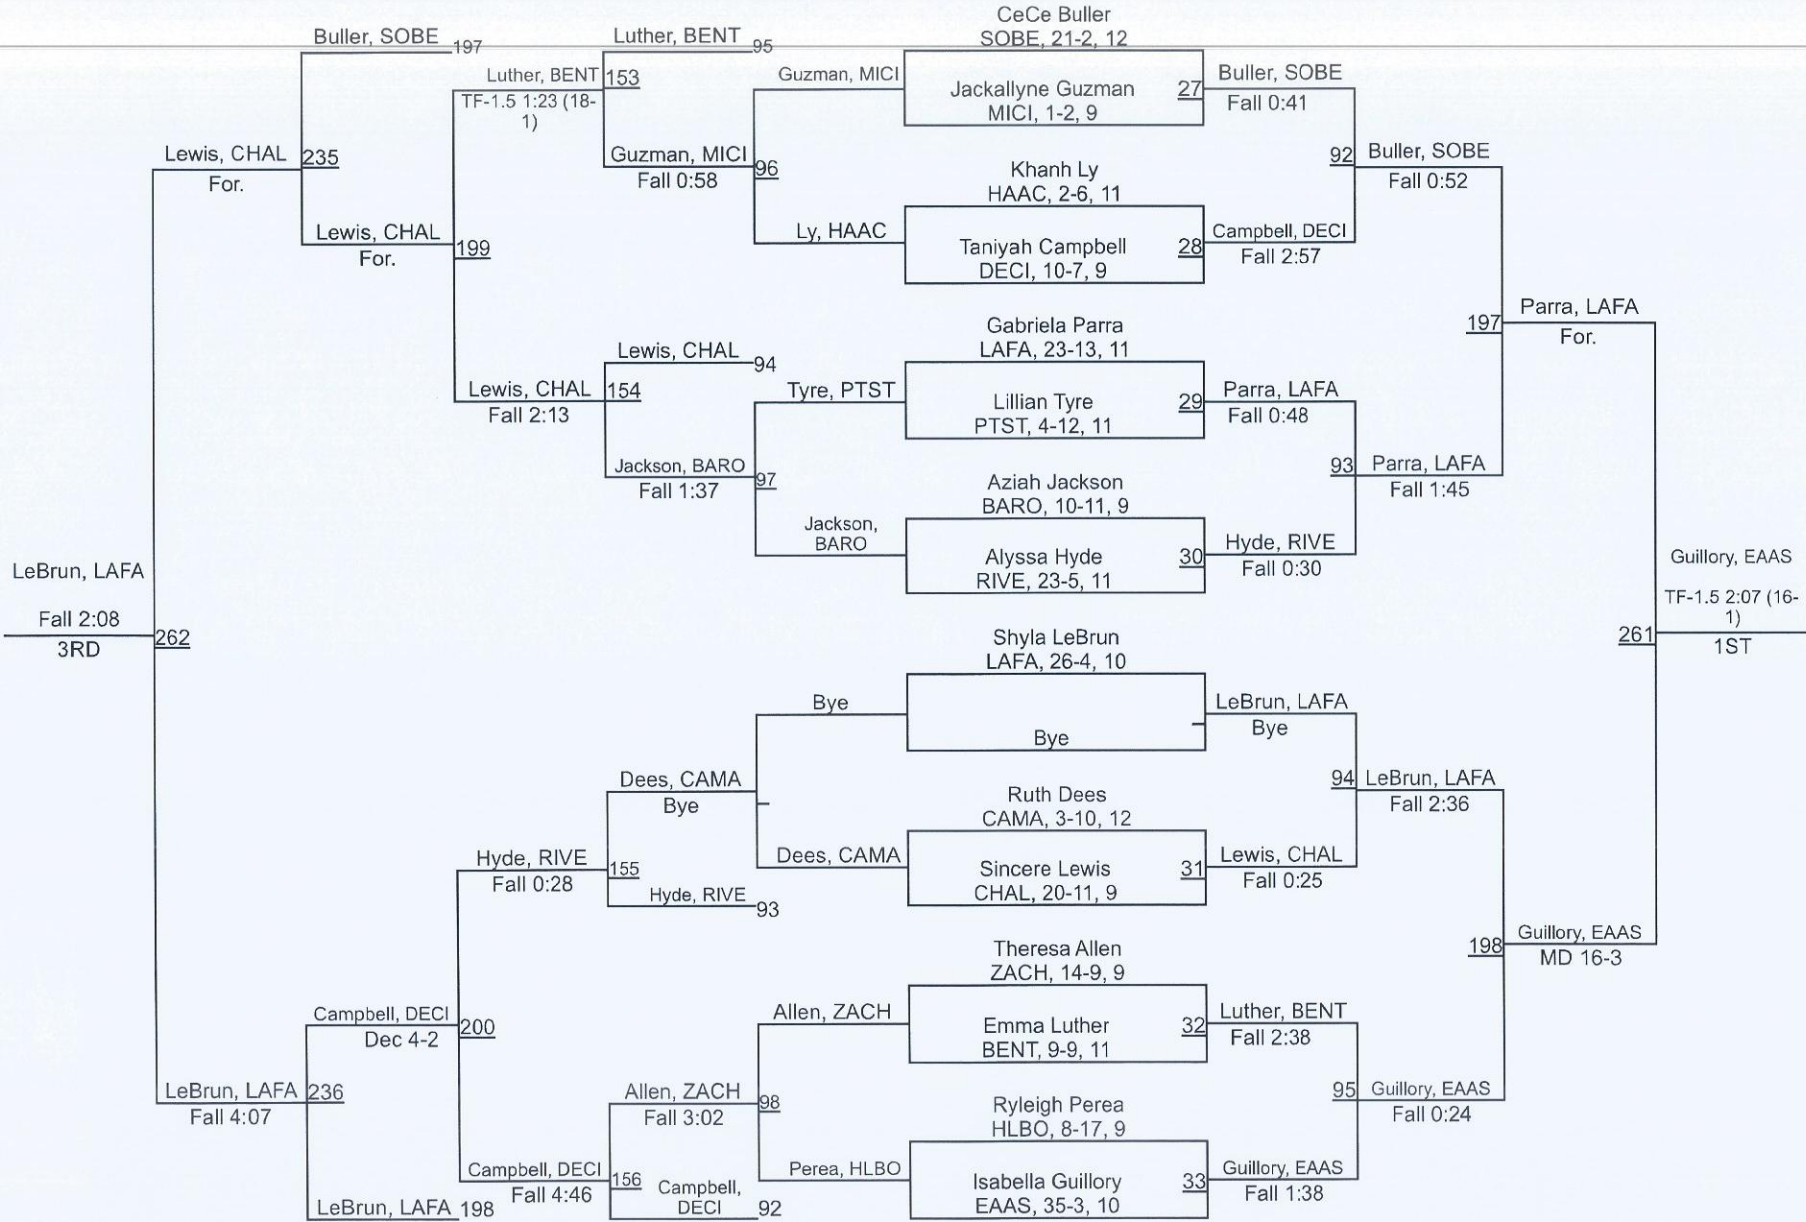 CeCe Buller
Buller, SOBE 197
Luther, BENT 95
SOBE, 21-2, 12
Luther, BENT 153
Guzman, MICI
Jackallyne Guzman
27
Buller, SOBE
TF-1.5 1:23 (18-
1)
MICI, 1-2, 9
Fall 0:41
Lewis, CHAL 235
For.
Guzman, MICI 96
Fall 0:58
Khanh Ly
HAAC, 2-6, 11
92
Buller, SOBE
Fall 0:52
Lewis, CHAL 199
For.
Ly, HAAC
Taniyah Campbell
28
Campbell, DECI
DECI, 10-7, 9
Fall 2:57
Gabriela Parra
LAFA, 23-13, 11
197
Parra, LAFA
For.
Lewis, CHAL 94
Lewis, CHAL 154
Fall 2:13
Tyre, PTST
Lillian Tyre
29
Parra, LAFA
PTST, 4-12, 11
Fall 0:48
Jackson, BARO 97
Fall 1:37
Aziah Jackson
BARO, 10-11, 9
93
Parra, LAFA
Fall 1:45
Jackson,
BARO
Alyssa Hyde
30
Hyde, RIVE
RIVE, 23-5, 11
Fall 0:30
LeBrun, LAFA
Fall 2:08
262
3RD
Guillory, EAAS
TF-1.5 2:07 (16-
1)
261
1ST
Shyla LeBrun
LAFA, 26-4, 10
Bye
Bye
LeBrun, LAFA
Bye
Dees, CAMA
Bye
Ruth Dees
CAMA, 3-10, 12
94
LeBrun, LAFA
Fall 2:36
Hyde, RIVE 155
Fall 0:28
Dees, CAMA
Sincere Lewis
31
Lewis, CHAL
CHAL, 20-11, 9
Fall 0:25
Hyde, RIVE 93
Theresa Allen
ZACH, 14-9, 9
198
Guillory, EAAS
MD 16-3
Campbell, DECI 200
Dec 4-2
Allen, ZACH
Emma Luther
32
Luther, BENT
BENT, 9-9, 11
Fall 2:38
LeBrun, LAFA 236
Fall 4:07
Allen, ZACH 98
Fall 3:02
Ryleigh Perea
HLBO, 8-17, 9
95
Guillory, EAAS
Fall 0:24
Campbell, DECI 156
Fall 4:46
Perea, HLBO
Isabella Guillory
33
Guillory, EAAS
EAAS, 35-3, 10
Fall 1:38
LeBrun, LAFA 198
Campbell,
DECI 92